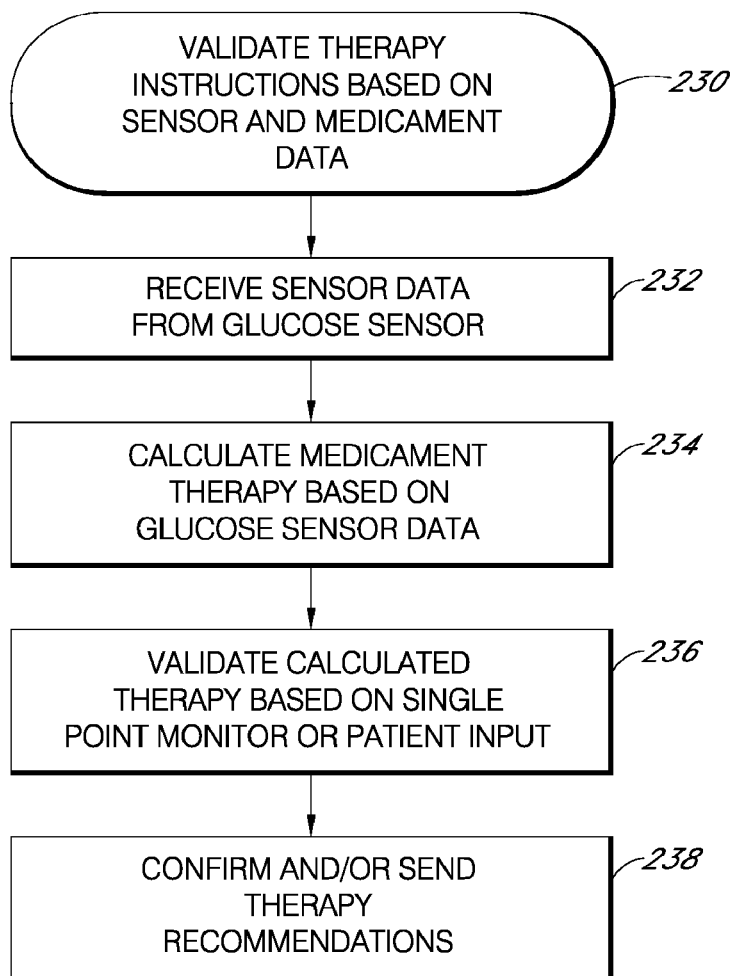 VALIDATE THERAPY
INSTRUCTIONS BASED ON
SENSOR AND MEDICAMENT
DATA
230
RECEIVE SENSOR DATA
FROM GLUCOSE SENSOR
232
CALCULATE MEDICAMENT
THERAPY BASED ON
GLUCOSE SENSOR DATA
234
VALIDATE CALCULATED
THERAPY BASED ON SINGLE
POINT MONITOR OR PATIENT INPUT
236
CONFIRM AND/OR SEND
THERAPY
RECOMMENDATIONS
238